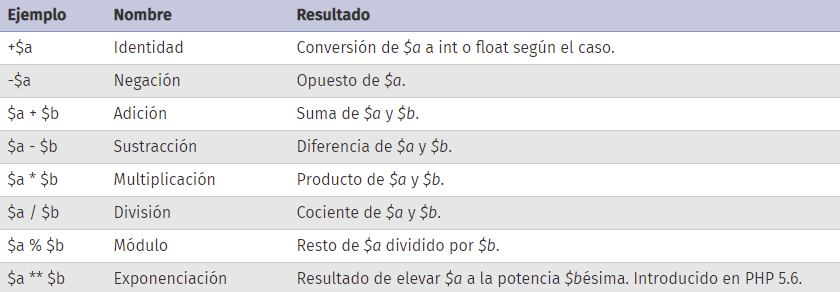 Ejemplo Nombre Resultado
+$a Identidad Conversión de $a a int o float según el caso.
-$a Negación Opuesto de $a.
$a + $b Adición Suma de $a y $b.
$a - $b Sustracción Diferencia de $a y $b.
$a * $b Multiplicación Producto de $a y $b.
$a / $b División Cociente de $a y $b.
$a % $b Módulo Resto de $a dividido por $b.
$a ** $b Exponenciación Resultado de elevar $a a la potencia $bésima. Introducido en PHP 5.6.